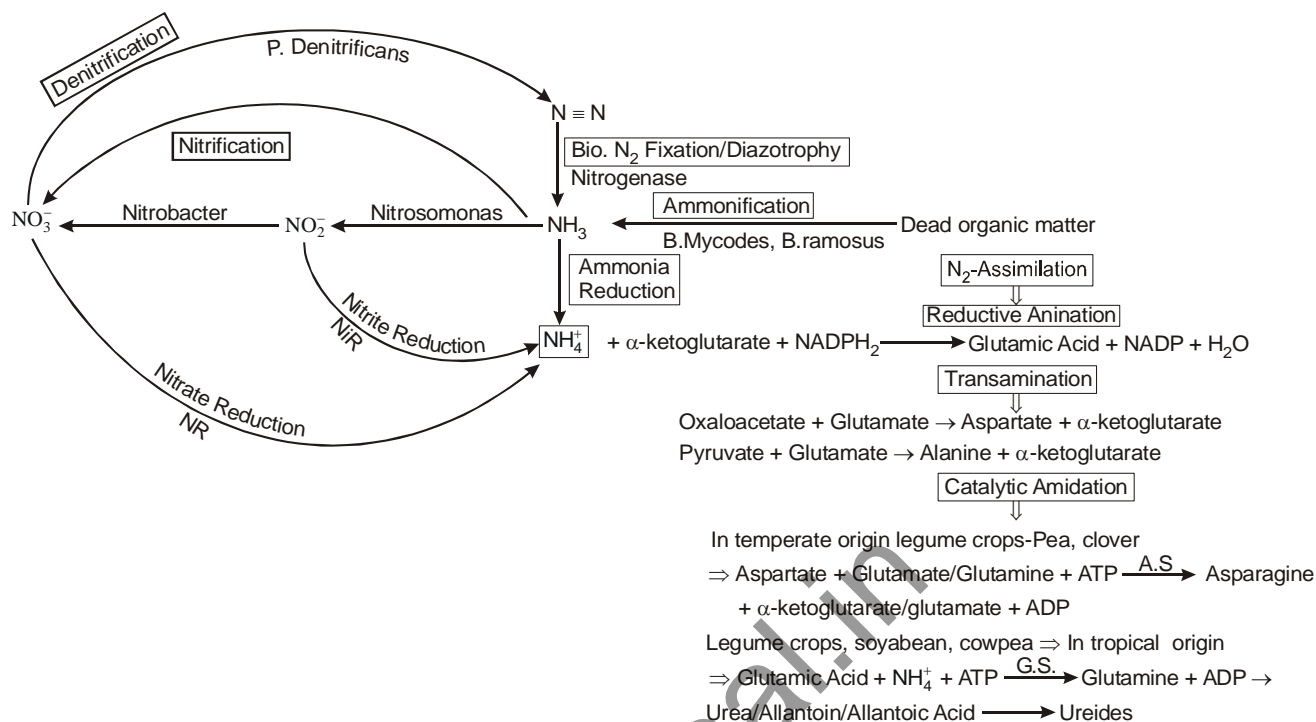 Denitrification
P. Denitrificans
N ≡ N
Nitrification
Bio. N₂ Fixation/Diazotrophy
Nitrogenase
NO₃⁻
Nitrobacter
NO₂⁻
Nitrosomonas
NH₃
Ammonification
B.Mycodes, B.ramosus
Dead organic matter
Ammonia
Reduction
N₂-Assimilation
⇓
Reductive Anination
Nitrite Reduction
NiR
NH₄⁺ + α-ketoglutarate + NADPH₂ → Glutamic Acid + NADP + H₂O
Nitrate Reduction
NR
Transamination
⇓
Oxaloacetate + Glutamate → Aspartate + α-ketoglutarate
Pyruvate + Glutamate → Alanine + α-ketoglutarate
Catalytic Amidation
⇓
In temperate origin legume crops-Pea, clover
⇒ Aspartate + Glutamate/Glutamine + ATP A.S → Asparagine
+ α-ketoglutarate/glutamate + ADP
Legume crops, soyabean, cowpea ⇒ In tropical origin
⇒ Glutamic Acid + NH₄⁺ + ATP G.S. → Glutamine + ADP →
Urea/Allantoin/Allantoic Acid → Ureides